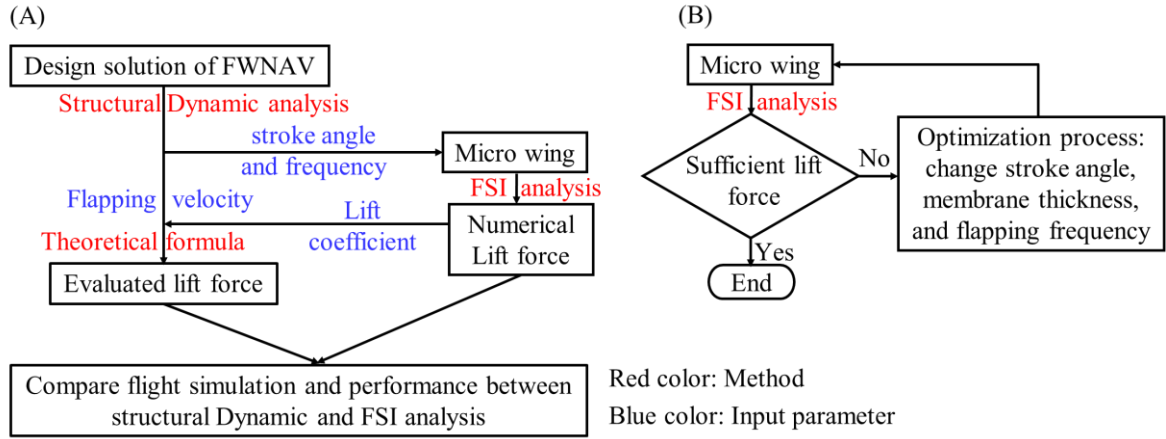 (A)
Design solution of FWNAV
Structural Dynamic analysis
stroke angle
and frequency
Micro wing
FSI analysis
Flapping velocity
Lift
coefficient
Numerical
Lift force
Theoretical formula
Evaluated lift force
Compare flight simulation and performance between
structural Dynamic and FSI analysis
(B)
Micro wing
FSI analysis
Sufficient lift
force
No
Optimization process:
change stroke angle,
membrane thickness,
and flapping frequency
Yes
End
Red color: Method
Blue color: Input parameter